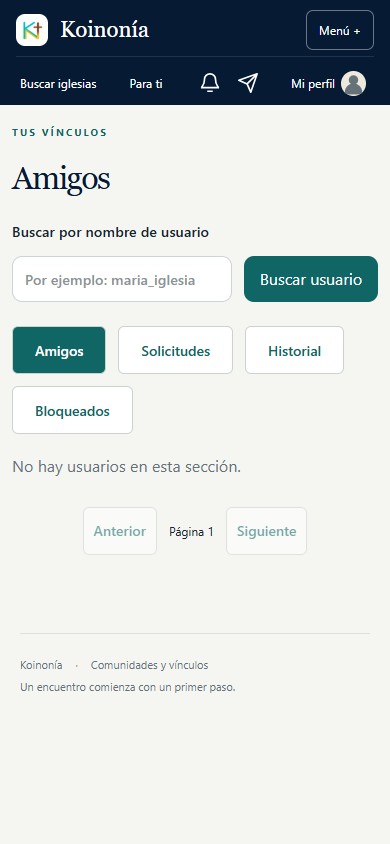 Koinonía
Menú +
Buscar iglesias
Para ti
Mi perfil
TUS VÍNCULOS
Amigos
Buscar por nombre de usuario
Por ejemplo: maria_iglesia
Buscar usuario
Amigos
Solicitudes
Historial
Bloqueados
No hay usuarios en esta sección.
Anterior
Página 1
Siguiente
Koinonía · Comunidades y vínculos
Un encuentro comienza con un primer paso.